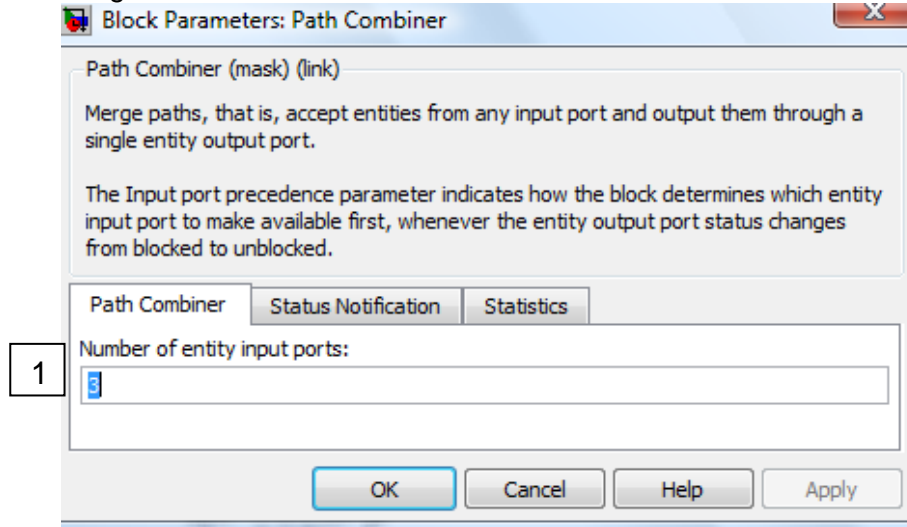 Block Parameters: Path Combiner
X
Path Combiner (mask) (link)
Merge paths, that is, accept entities from any input port and output them through a
single entity output port.
The Input port precedence parameter indicates how the block determines which entity
input port to make available first, whenever the entity output port status changes
from blocked to unblocked.
Path Combiner Status Notification Statistics
Number of entity input ports:
1
3
OK Cancel Help Apply